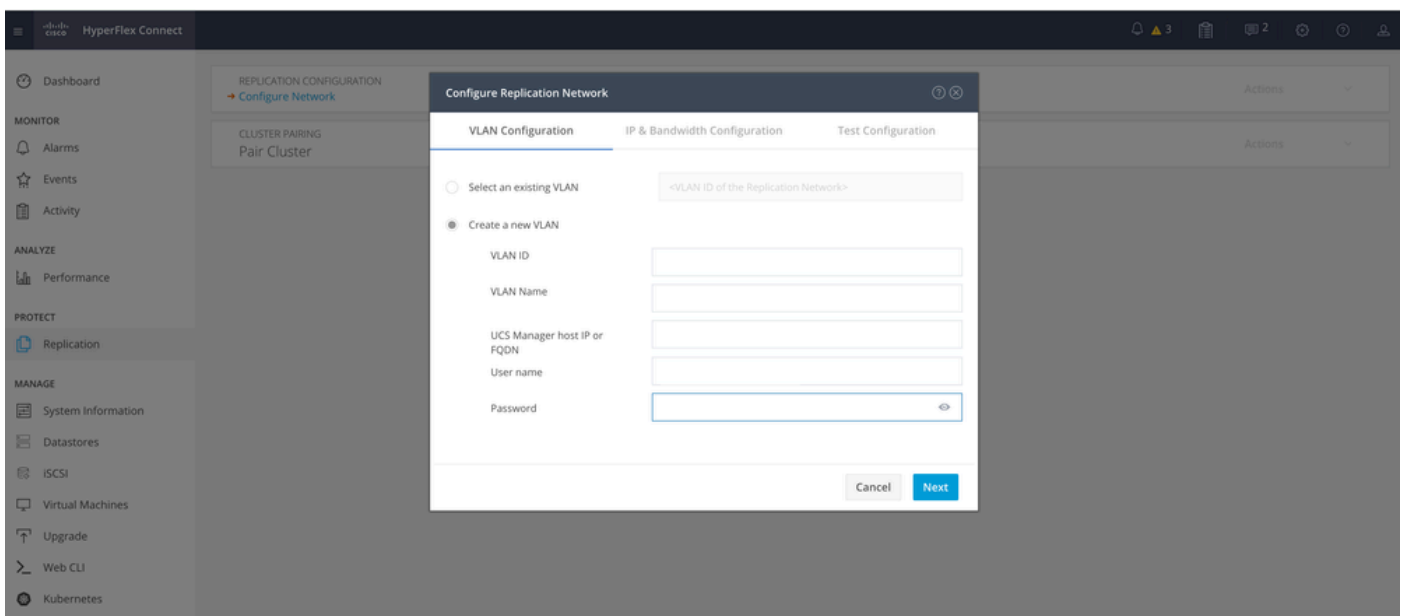 cisco HyperFlex Connect
3
2
Dashboard
MONITOR
Alarms
Events
Activity
ANALYZE
Performance
PROTECT
Replication
MANAGE
System Information
Datastores
iSCSI
Virtual Machines
Upgrade
Web CLI
Kubernetes
REPLICATION CONFIGURATION
Configure Network
Actions
CLUSTER PAIRING
Pair Cluster
Actions
Configure Replication Network
VLAN Configuration IP & Bandwidth Configuration Test Configuration
Select an existing VLAN <VLAN ID of the Replication Network>
Create a new VLAN
VLAN ID
VLAN Name
UCS Manager host IP or
FQDN
User name
Password
Cancel Next